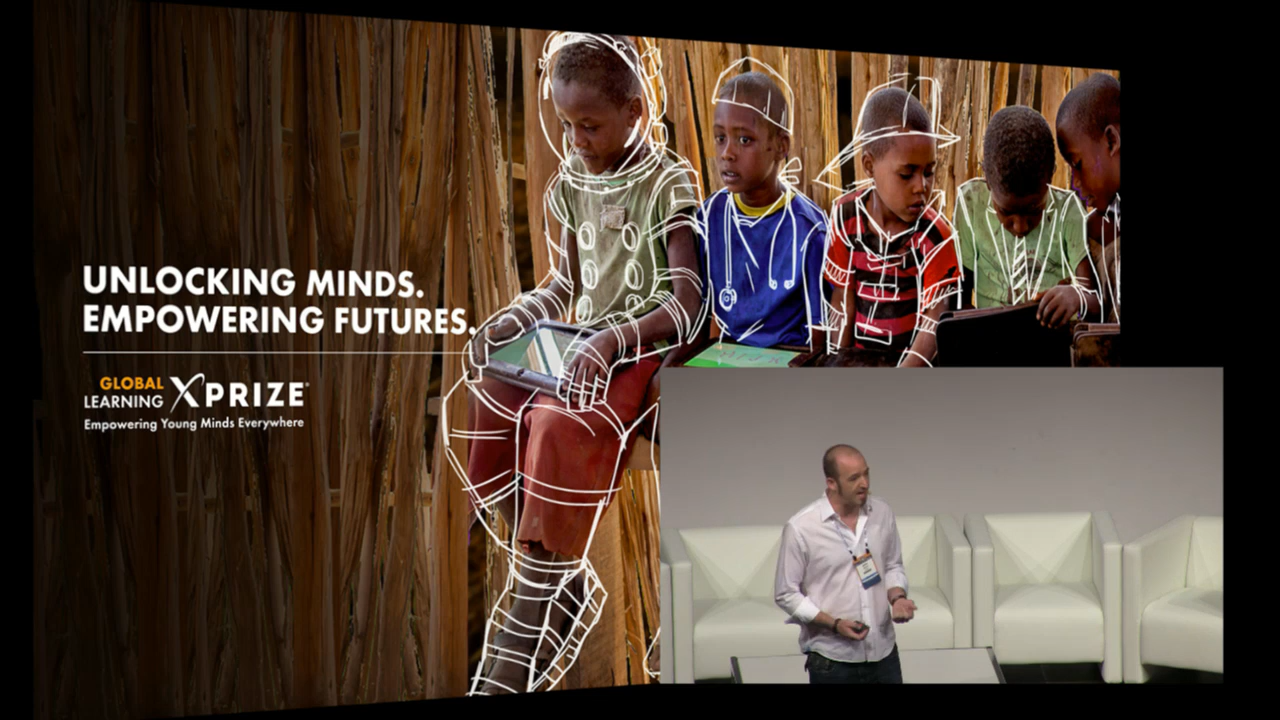 UNLOCKING MINDS.
EMPOWERING FUTURES.
GLOBAL
LEARNING XPRIZE®
Empowering Young Minds Everywhere